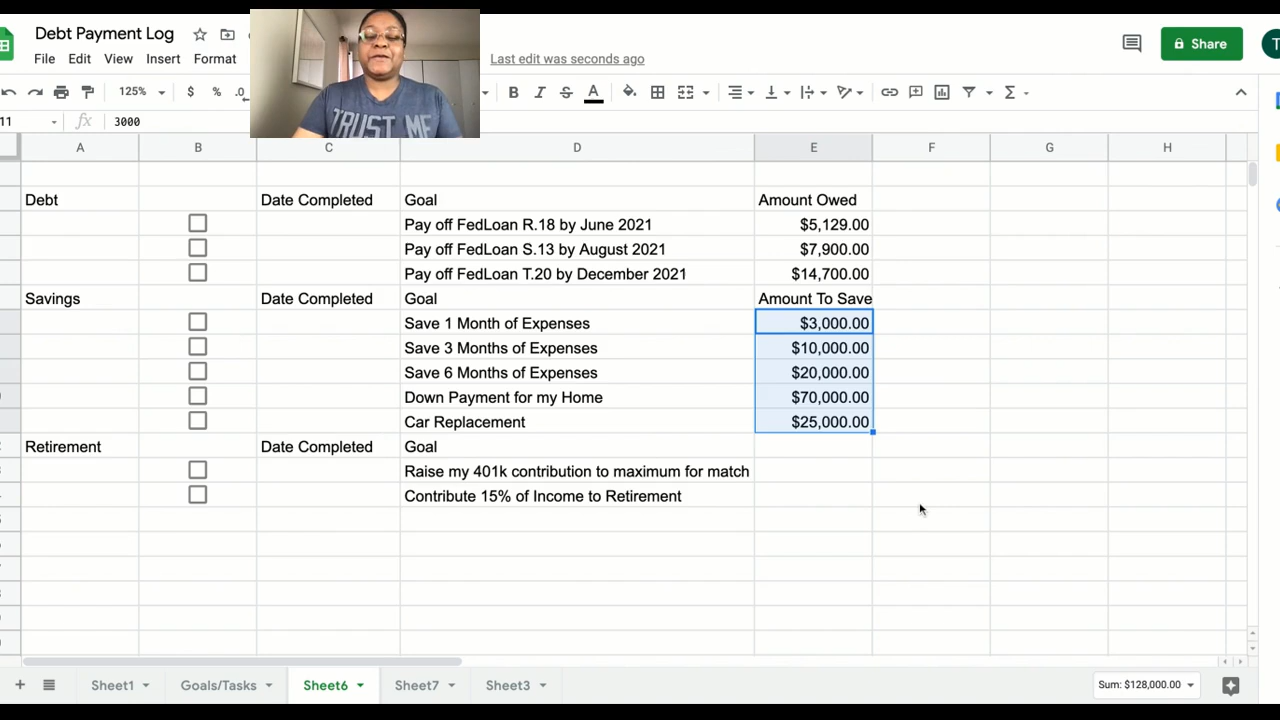 Debt Payment Log
File Edit View Insert Format
Last edit was seconds ago
Share
T
125% $ % .0 B I S A Σ
11 fx 3000
A B C D E F G H
Debt Date Completed Goal Amount Owed
Pay off FedLoan R.18 by June 2021 $5,129.00
Pay off FedLoan S.13 by August 2021 $7,900.00
Pay off FedLoan T.20 by December 2021 $14,700.00
Savings Date Completed Goal Amount To Save
Save 1 Month of Expenses $3,000.00
Save 3 Months of Expenses $10,000.00
Save 6 Months of Expenses $20,000.00
Down Payment for my Home $70,000.00
Car Replacement $25,000.00
Retirement Date Completed Goal
Raise my 401k contribution to maximum for match
Contribute 15% of Income to Retirement
TRUST ME
Sheet1 Goals/Tasks Sheet6 Sheet7 Sheet3 Sum: $128,000.00